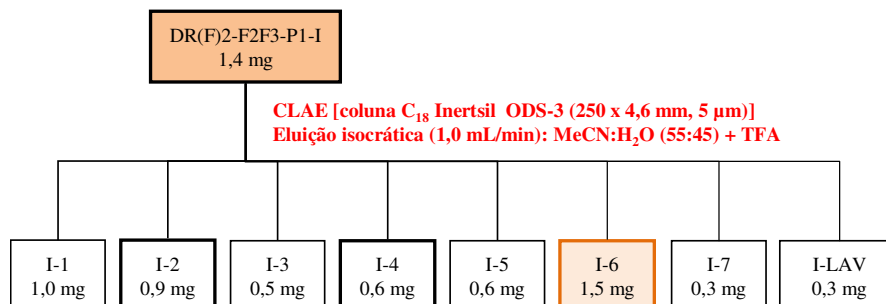 DR(F)2-F2F3-P1-I
1,4 mg
CLAE [coluna C₁₈ Inertsil ODS-3 (250 x 4,6 mm, 5 µm)]
Eluição isocrática (1,0 mL/min): MeCN:H₂O (55:45) + TFA
I-1
1,0 mg
I-2
0,9 mg
I-3
0,5 mg
I-4
0,6 mg
I-5
0,6 mg
I-6
1,5 mg
I-7
0,3 mg
I-LAV
0,3 mg